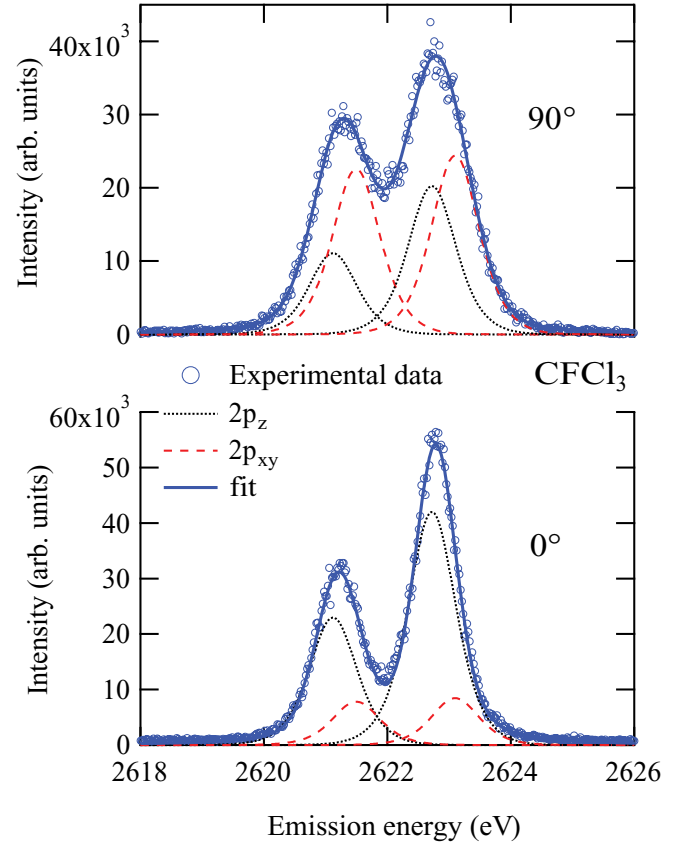 40x10³
30
20
10
0
Intensity (arb. units)
90°
Experimental data
CFCl₃
2p_z
2p_xy
fit
60x10³
50
40
30
20
10
0
Intensity (arb. units)
0°
2618 2620 2622 2624 2626
Emission energy (eV)